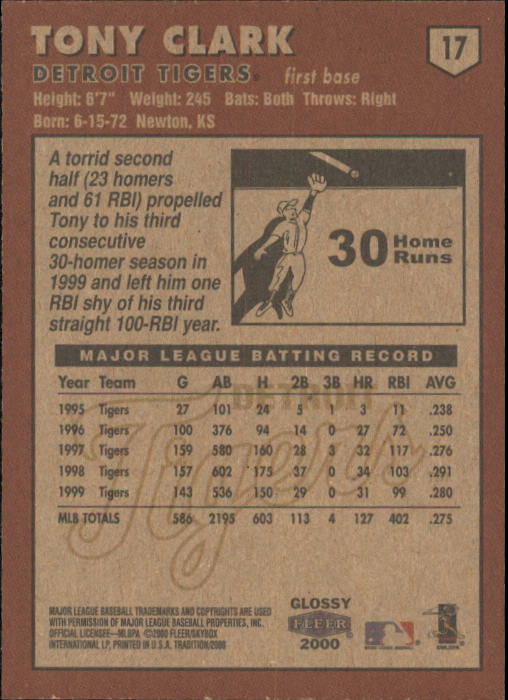 TONY CLARK
17
DETROIT TIGERS® first base
Height: 6'7" Weight: 245 Bats: Both Throws: Right
Born: 6-15-72 Newton, KS
A torrid second
half (23 homers
and 61 RBI) propelled
Tony to his third
consecutive
30-homer season in
1999 and left him one
RBI shy of his third
straight 100-RBI year.
30 Home Runs
MAJOR LEAGUE BATTING RECORD
Year Team G AB H 2B 3B HR RBI AVG
1995 Tigers 27 101 24 5 1 3 11 .238
1996 Tigers 100 376 94 14 0 27 72 .250
1997 Tigers 159 580 160 28 3 32 117 .276
1998 Tigers 157 602 175 37 0 34 103 .291
1999 Tigers 143 536 150 29 0 31 99 .280
MLB TOTALS 586 2195 603 113 4 127 402 .275
DETROIT
Tigers
MAJOR LEAGUE BASEBALL TRADEMARKS AND COPYRIGHTS ARE USED
WITH PERMISSION OF MAJOR LEAGUE BASEBALL PROPERTIES, INC.
OFFICIAL LICENSEE—MLBPA ©2000 FLEER/SKYBOX
INTERNATIONAL LP, PRINTED IN U.S.A. TRADITION/2000
GLOSSY
FLEER
2000